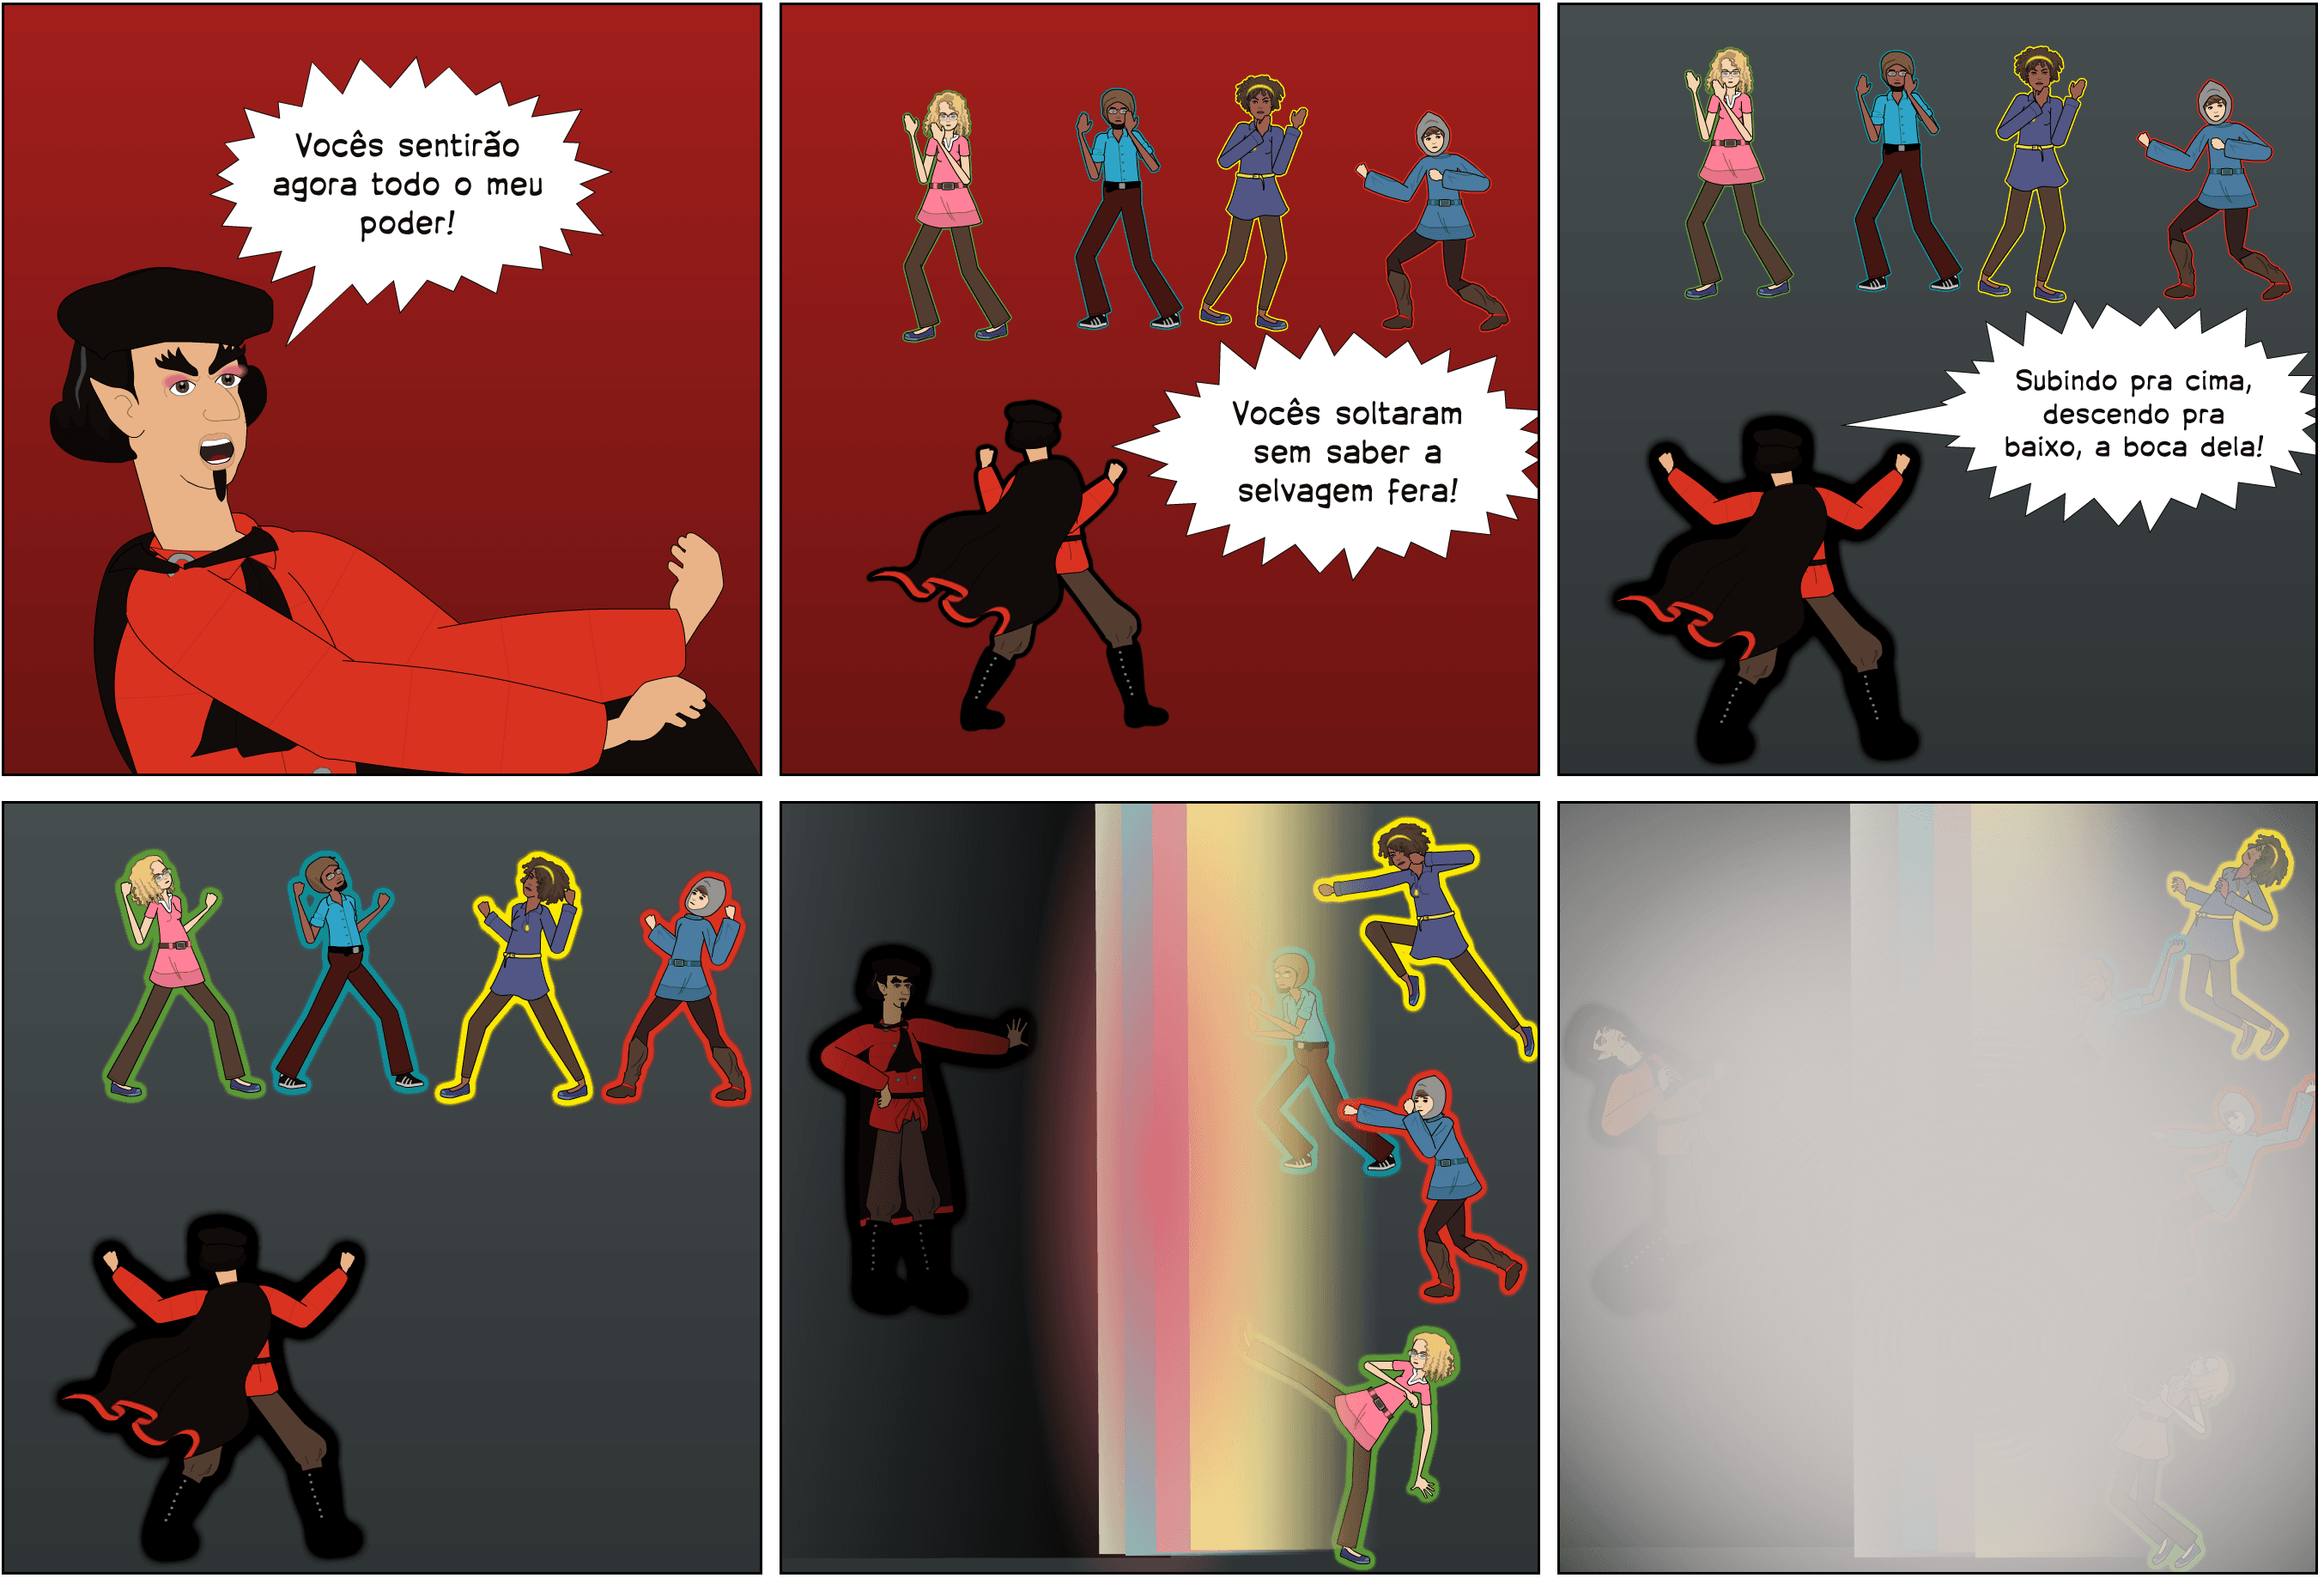 Vocês sentirão
agora todo o meu
poder!
Vocês soltaram
sem saber a
selvagem fera!
Subindo pra cima,
descendo pra
baixo, a boca dela!